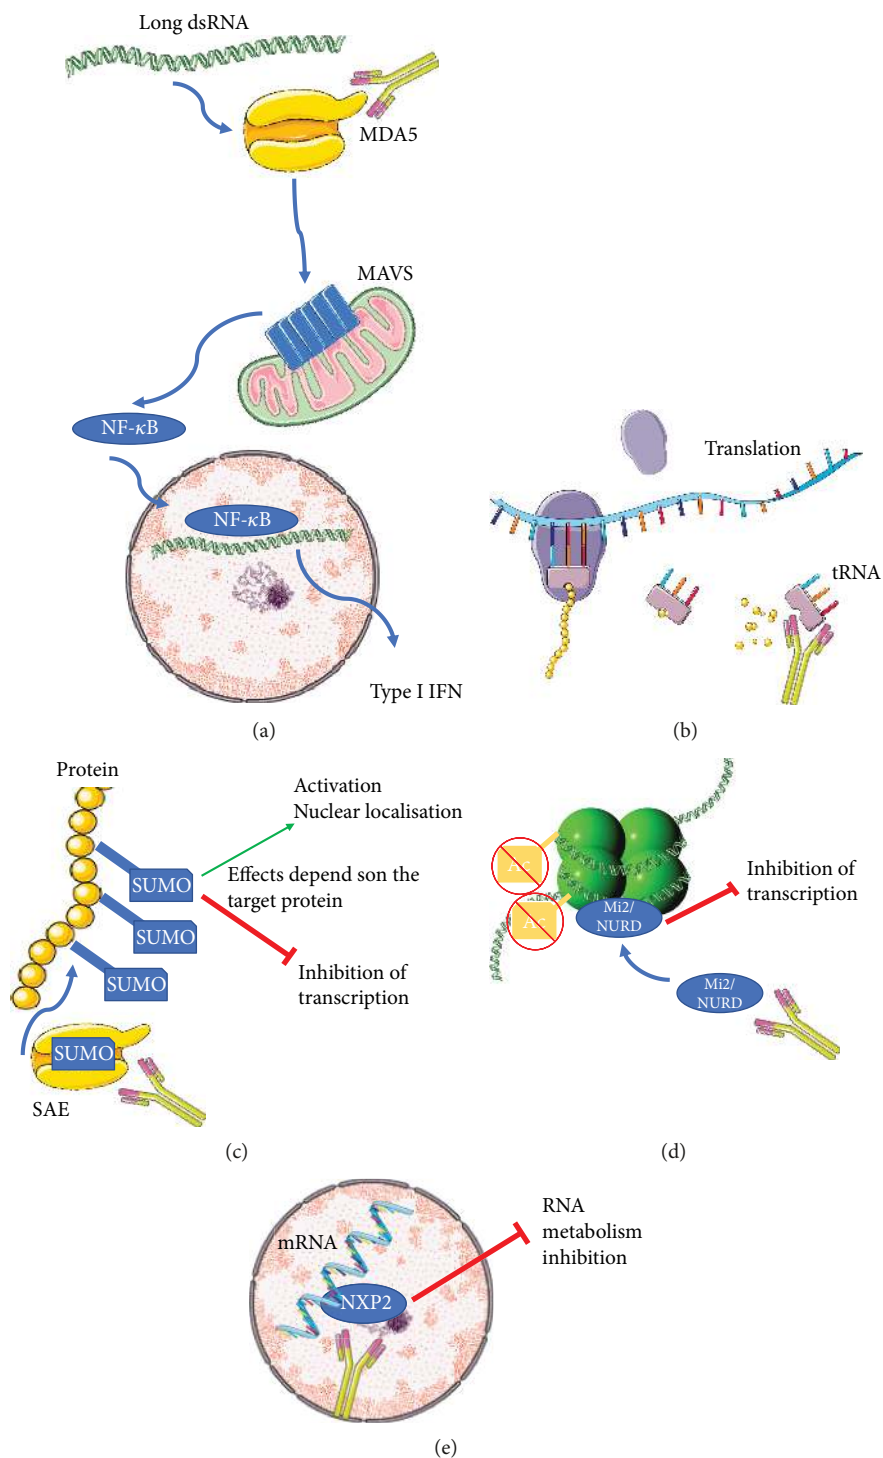 Long dsRNA
MDA5
MAVS
NF-κB
NF-κB
Type I IFN
(a)
Translation
tRNA
(b)
Protein
Activation
Nuclear localisation
SUMO
Effects depend son the
target protein
SUMO
SUMO
Inhibition of
transcription
SUMO
SAE
(c)
Ac
Ac
Mi2/
NURD
Inhibition of
transcription
Mi2/
NURD
(d)
mRNA
NXP2
RNA
metabolism
inhibition
(e)